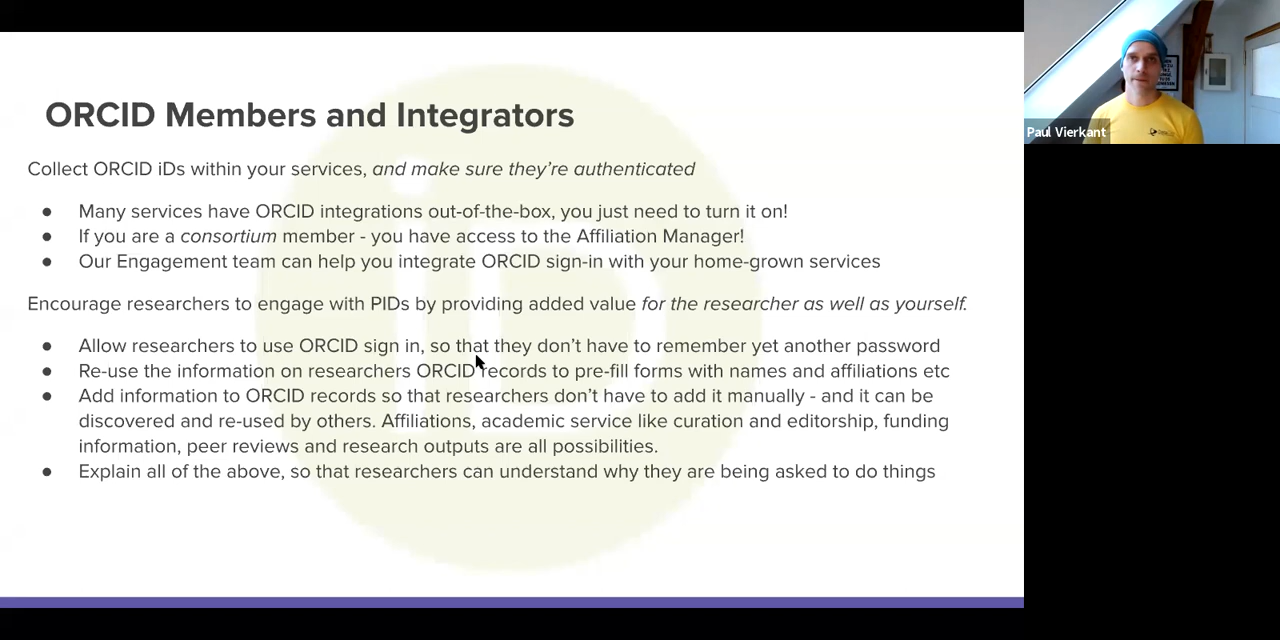 ORCID Members and Integrators
Collect ORCID iDs within your services, and make sure they're authenticated
● Many services have ORCID integrations out-of-the-box, you just need to turn it on!
● If you are a consortium member - you have access to the Affiliation Manager!
● Our Engagement team can help you integrate ORCID sign-in with your home-grown services
Encourage researchers to engage with PIDs by providing added value for the researcher as well as yourself.
● Allow researchers to use ORCID sign in, so that they don't have to remember yet another password
● Re-use the information on researchers ORCID records to pre-fill forms with names and affiliations etc
● Add information to ORCID records so that researchers don't have to add it manually - and it can be
discovered and re-used by others. Affiliations, academic service like curation and editorship, funding
information, peer reviews and research outputs are all possibilities.
● Explain all of the above, so that researchers can understand why they are being asked to do things
Paul Vierkant